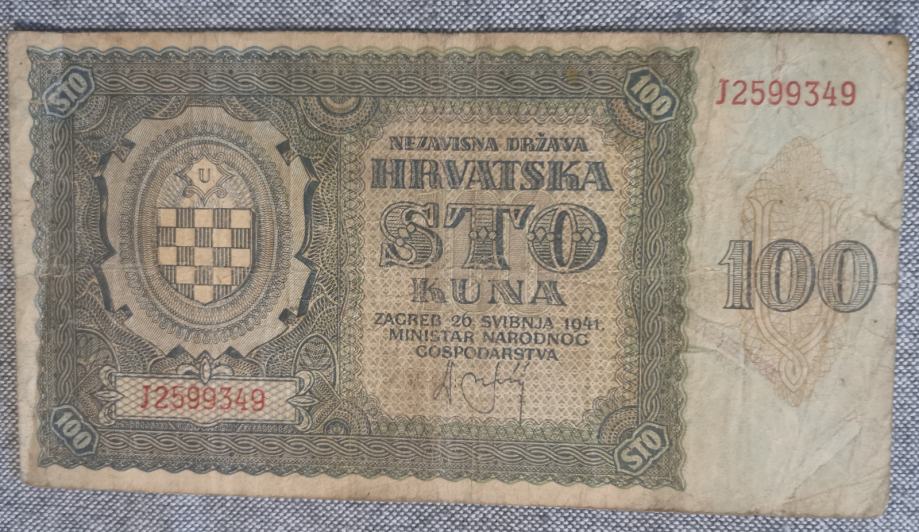 STO
100
J2599349
U
NEZAVISNA DRŽAVA
HRVATSKA
STO
KUNA
100
ZAGREB 26 SVIBNJA 1941.
MINISTAR NARODNOG
GOSPODARSTVA
J2599349
100
STO